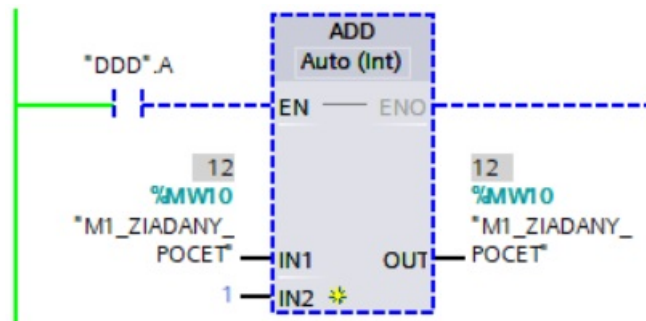 ADD
Auto (Int)
"DDD".A
EN
ENO
12
%MW10
"M1_ZIADANY_
POCET"
IN1
1
IN2
12
%MW10
"M1_ZIADANY_
POCET"
OUT